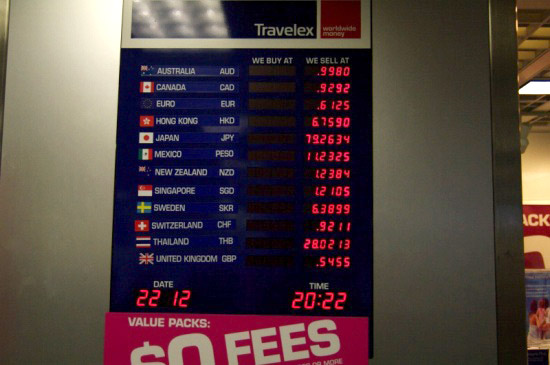 Travelex worldwide money
WE BUY AT WE SELL AT
AUSTRALIA AUD .9980
CANADA CAD .9292
EURO EUR .6125
HONG KONG HKD 6.7590
JAPAN JPY 79.2634
MEXICO PESO 11.2325
NEW ZEALAND NZD 1.2384
SINGAPORE SGD 1.2105
SWEDEN SKR 6.3899
SWITZERLAND CHF .9211
THAILAND THB 28.0213
UNITED KINGDOM GBP .5455
DATE TIME
22 12 20:22
VALUE PACKS:
$0 FEES
OR MORE
ACK